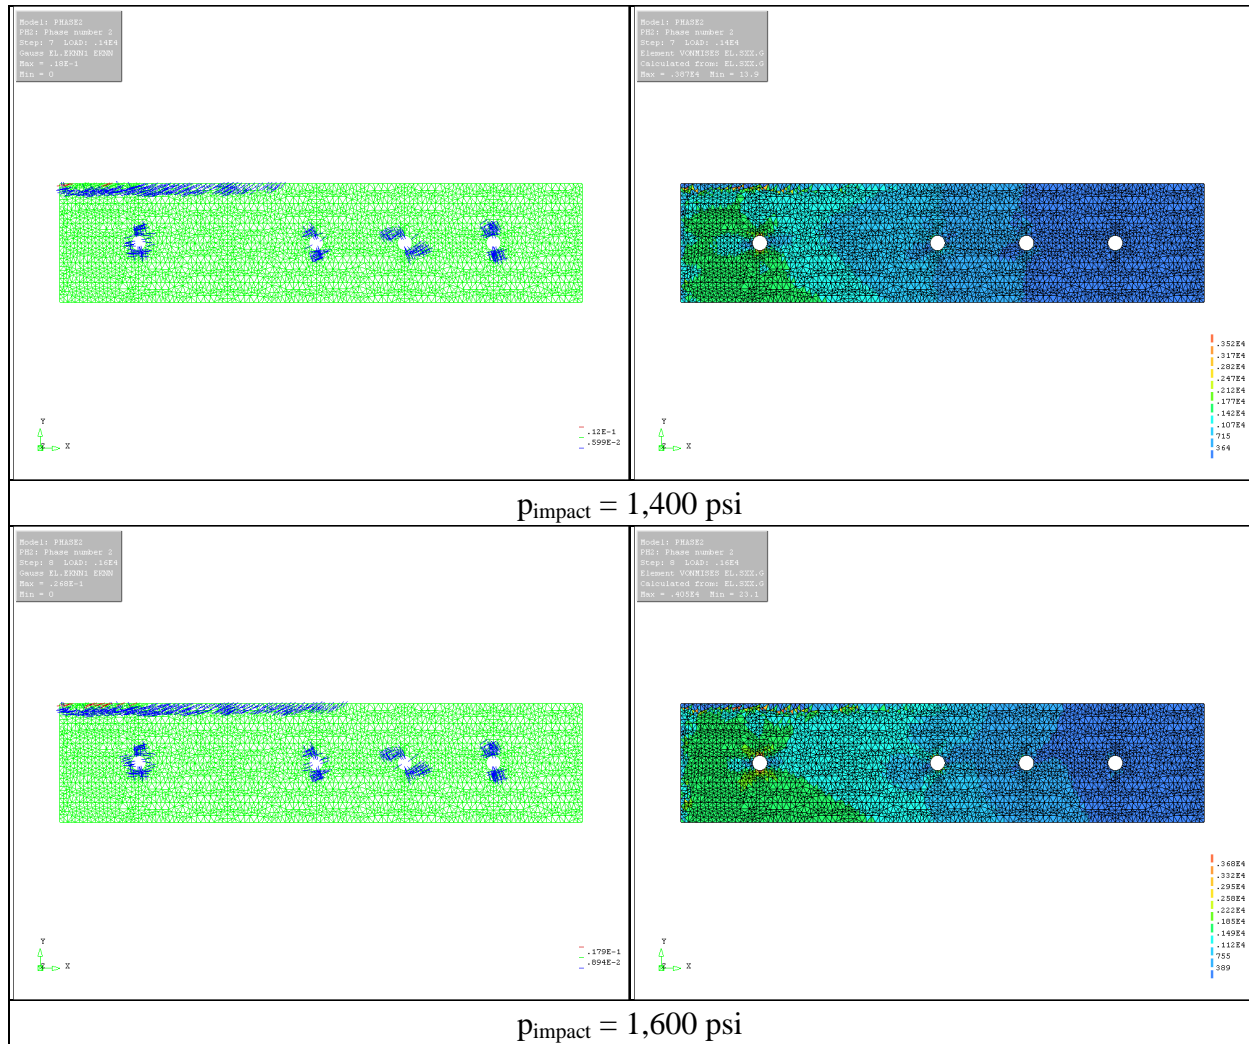 Model: PHASE2
PH2: Phase number 2
Step: 7 LOAD: .14E4
Gauss EL.EKNN1 EKNN
Max = .18E-1
Min = 0
Y
Z X
.12E-1
.599E-2
Model: PHASE2
PH2: Phase number 2
Step: 7 LOAD: .14E4
Element VONMISES EL.SXX.G
Calculated from: EL.SXX.G
Max = .387E4 Min = 13.9
.352E4
.317E4
.282E4
.247E4
.212E4
.177E4
.142E4
.107E4
715
364
Y
Z X
pimpact = 1,400 psi
Model: PHASE2
PH2: Phase number 2
Step: 8 LOAD: .16E4
Gauss EL.EKNN1 EKNN
Max = .268E-1
Min = 0
Y
Z X
.179E-1
.894E-2
Model: PHASE2
PH2: Phase number 2
Step: 8 LOAD: .16E4
Element VONMISES EL.SXX.G
Calculated from: EL.SXX.G
Max = .405E4 Min = 23.1
.368E4
.332E4
.295E4
.258E4
.222E4
.185E4
.149E4
.112E4
755
389
Y
Z X
pimpact = 1,600 psi